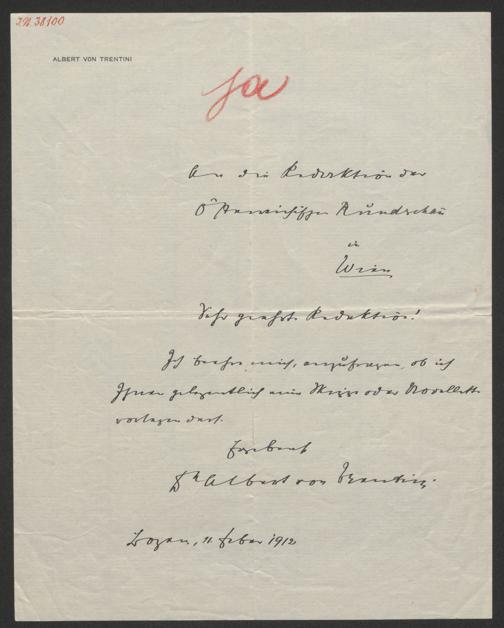 I.N. 38100
ALBERT VON TRENTINI
ja
An die Redaktion der
Österreichischen Rundschau
in
Wien
Sehr geehrte Redaktion!
Ich beehre mich, anzufragen, ob ich
Ihnen gelegentlich eine Skizze oder Novellette
vorlegen darf.
Ergebenst
Dr Albert von Trentini.
Bozen, 11. Feber 1912